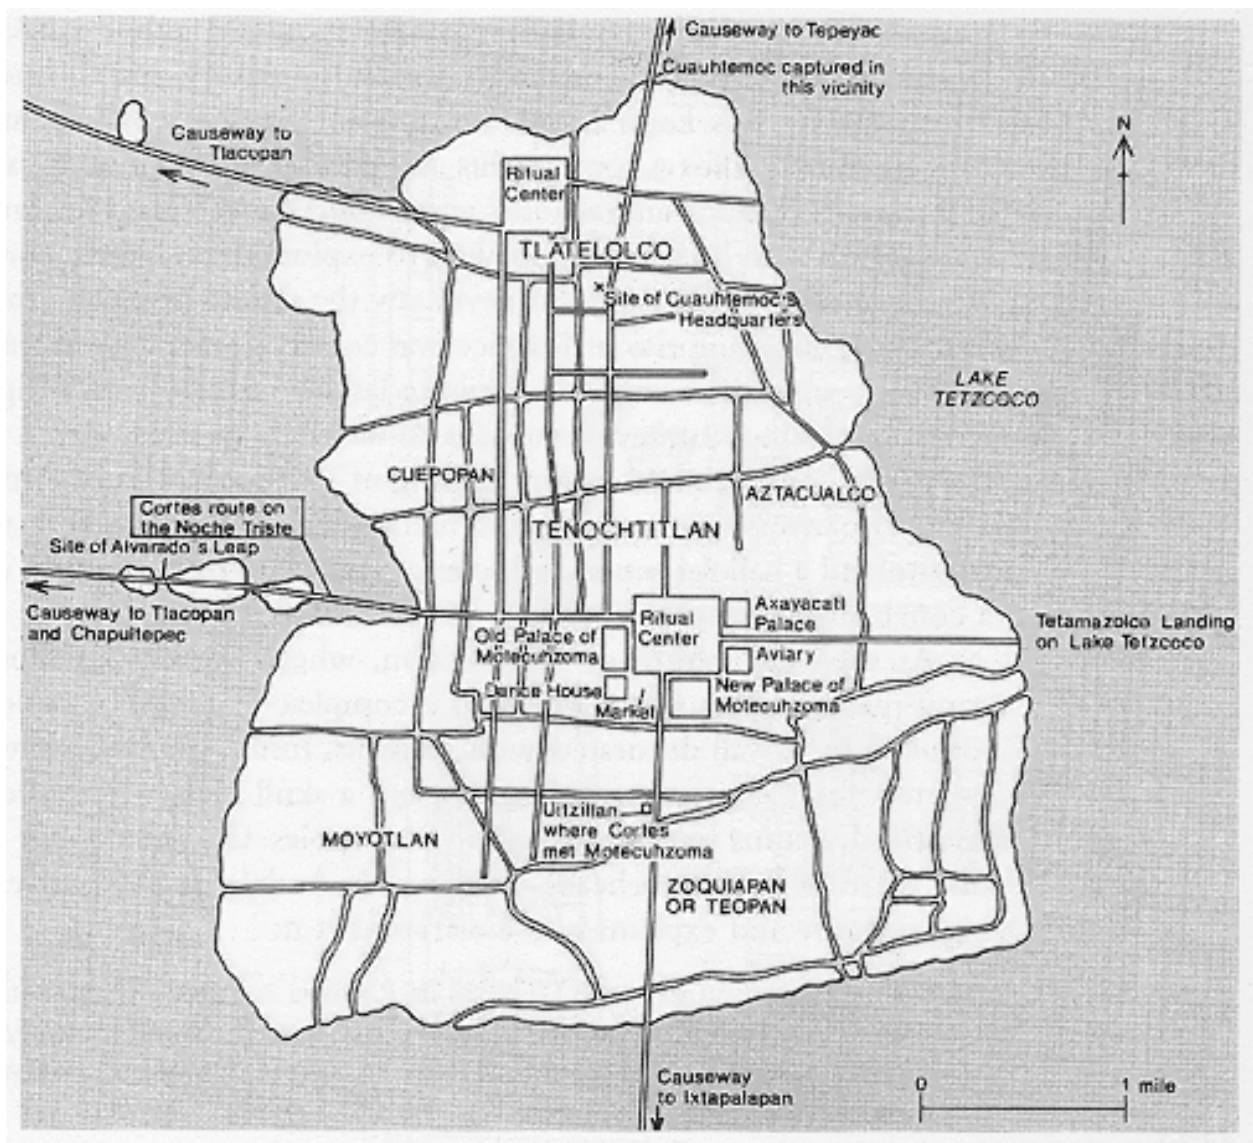 Causeway to Tepeyac
Cuauhtemoc captured in
this vicinity
Causeway to
Tlacopan
N
Ritual
Center
TLATELOLCO
Site of Cuauhtemoc's
Headquarters
LAKE
TETZCOCO
CUEPOPAN
AZTACUALCO
Cortes route on
the Noche Triste
TENOCHTITLAN
Site of Alvarado's Leap
Causeway to Tlacopan
and Chapultepec
Ritual
Center
Axayacatl
Palace
Tetamazolco Landing
on Lake Tetzcoco
Old Palace of
Motecuhzoma
Aviary
Dance House
Market
New Palace of
Motecuhzoma
Uitzillan
where Cortes
met Motecuhzoma
MOYOTLAN
ZOQUIAPAN
OR TEOPAN
Causeway
to Ixtapalapan
0 1 mile